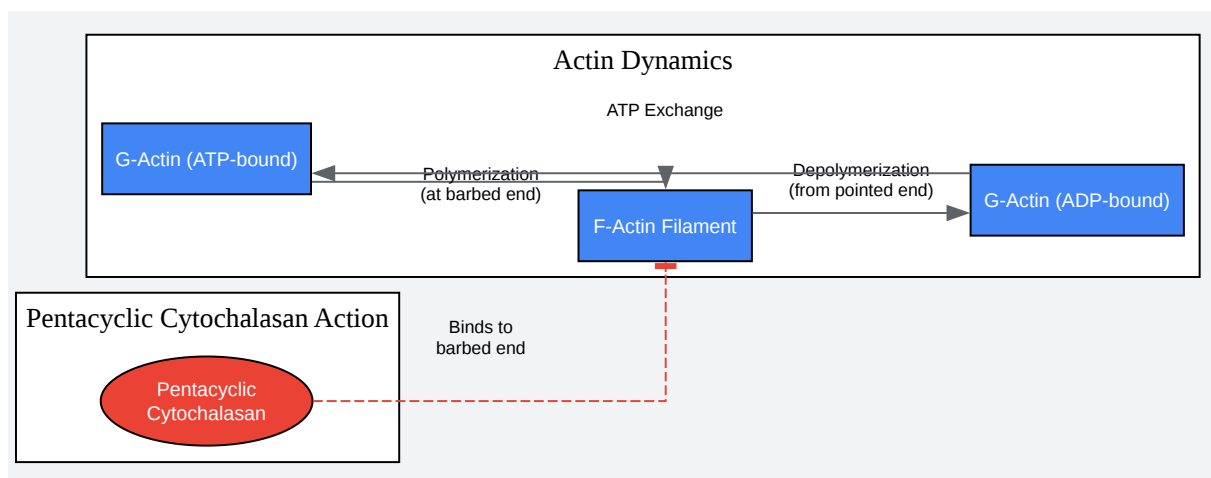 Actin Dynamics
ATP Exchange
G-Actin (ATP-bound)
Polymerization
(at barbed end)
Depolymerization
(from pointed end)
G-Actin (ADP-bound)
F-Actin Filament
Pentacyclic Cytochalasan Action
Binds to
barbed end
Pentacyclic
Cytochalasan